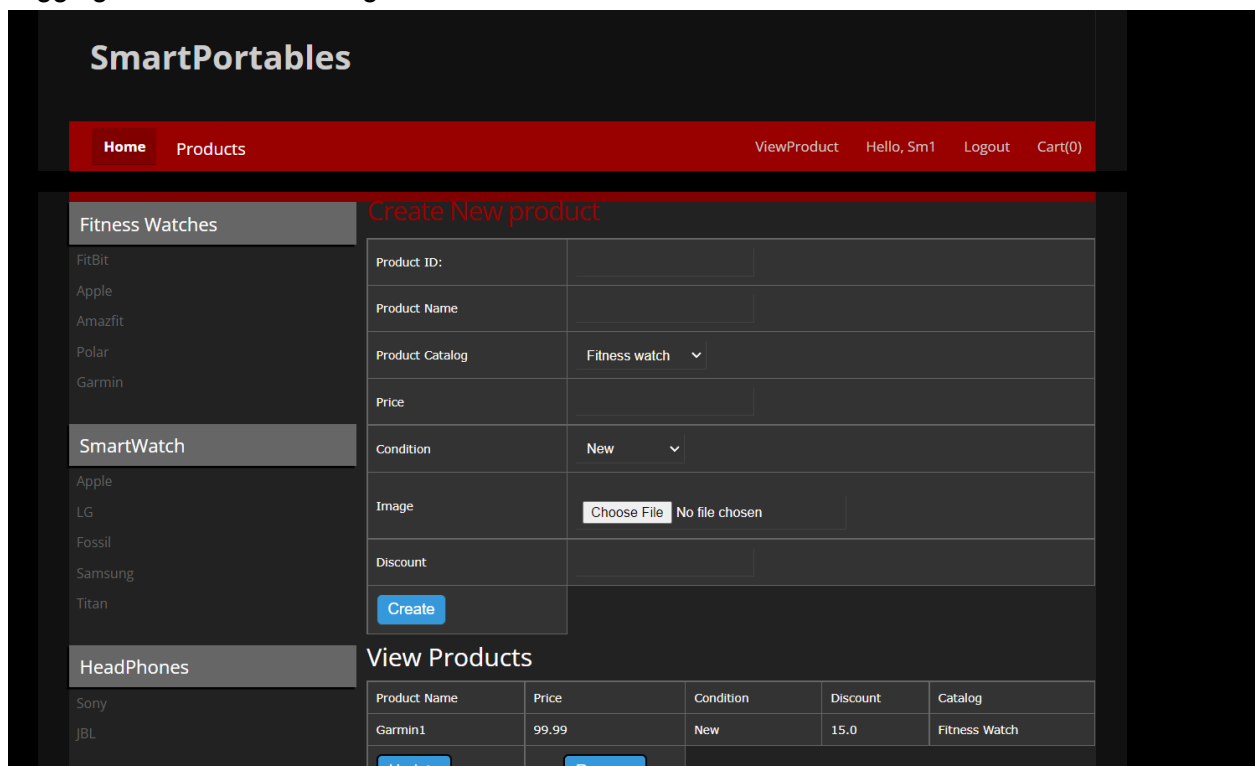 SmartPortables
Home Products ViewProduct Hello, Sm1 Logout Cart(0)
Fitness Watches
FitBit
Apple
Amazfit
Polar
Garmin
SmartWatch
Apple
LG
Fossil
Samsung
Titan
HeadPhones
Sony
JBL
Create New product
Product ID:
Product Name
Product Catalog Fitness watch
Price
Condition New
Image Choose File No file chosen
Discount
Create
View Products
Product Name Price Condition Discount Catalog
Garmin1 99.99 New 15.0 Fitness Watch